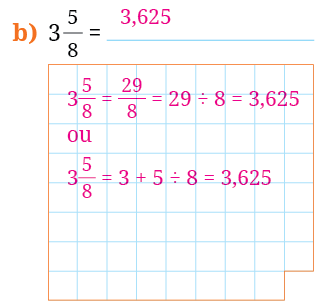 b) 3 5/8 = 3,625
3 5/8 = 29/8 = 29 ÷ 8 = 3,625
ou
3 5/8 = 3 + 5 ÷ 8 = 3,625